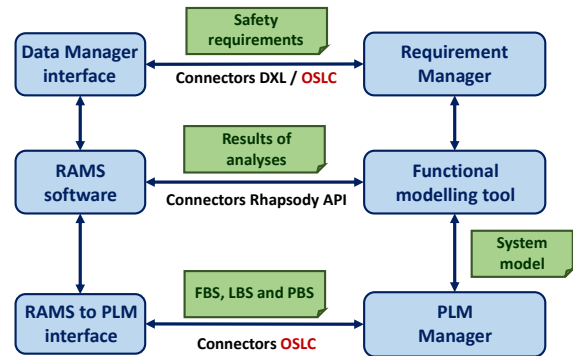 Safety
requirements
Data Manager
interface
Requirement
Manager
Connectors DXL / OSLC
Results of
analyses
RAMS
software
Functional
modelling tool
Connectors Rhapsody API
System
model
FBS, LBS and PBS
RAMS to PLM
interface
PLM
Manager
Connectors OSLC